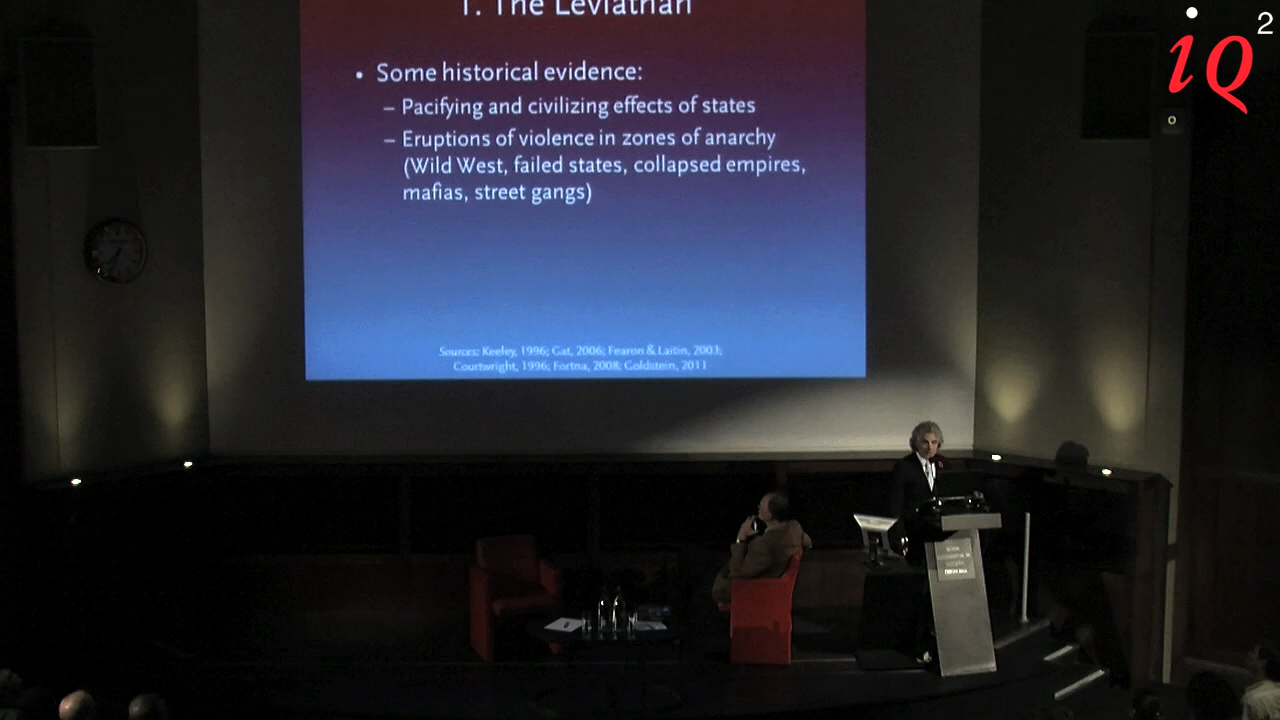 1. The Leviathan
• Some historical evidence:
– Pacifying and civilizing effects of states
– Eruptions of violence in zones of anarchy
(Wild West, failed states, collapsed empires,
mafias, street gangs)
Sources: Keeley, 1996; Gat, 2006; Fearon & Laitin, 2003;
Courtwright, 1996; Fortna, 2008; Goldstein, 2011
iQ2